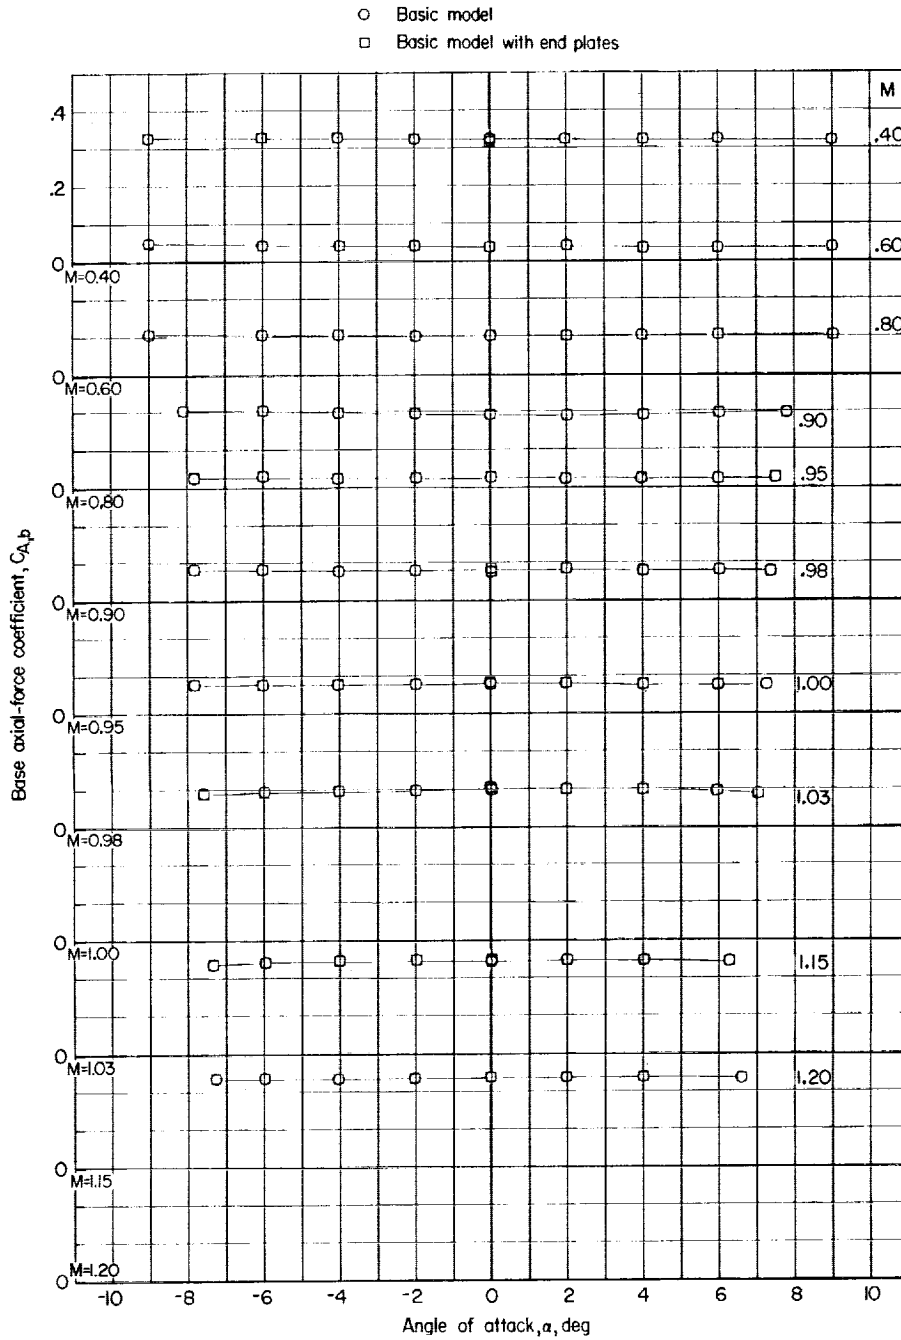 Basic model
Basic model with end plates
M
.4
.40
.2
0
.60
M=0.40
.80
0
M=0.60
.90
0
.95
M=0.80
.98
0
M=0.90
1.00
0
M=0.95
1.03
0
M=0.98
0
M=1.00
1.15
0
M=1.03
1.20
0
M=1.15
0
M=1.20
-10 -8 -6 -4 -2 0 2 4 6 8 10
Angle of attack, α, deg
Base axial-force coefficient, CA,b